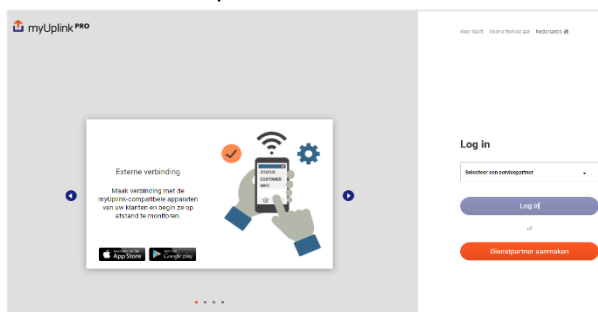 myUplink PRO
Voor klant Voor ontwikkelaar Nederlands
Externe verbinding
Maak verbinding met de
myUplink-compatibele apparaten
van uw klanten en begin ze op
afstand te monitoren.
STATUS
CUSTOMER
INFO
App Store
Google play
Log in
Selecteer een servicepartner
Log in
of
Dienstpartner aanmaken